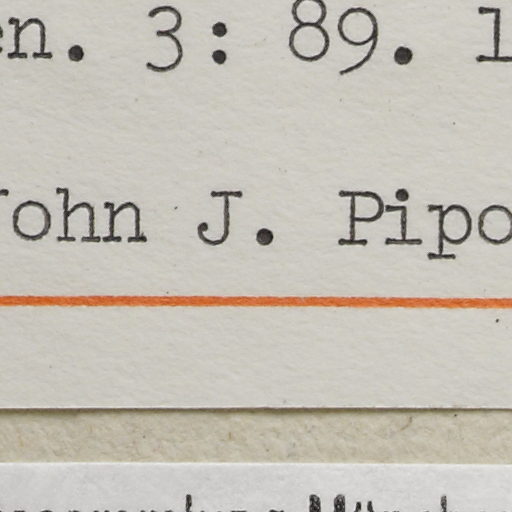 en. 3: 89. 1
John J. Pipo